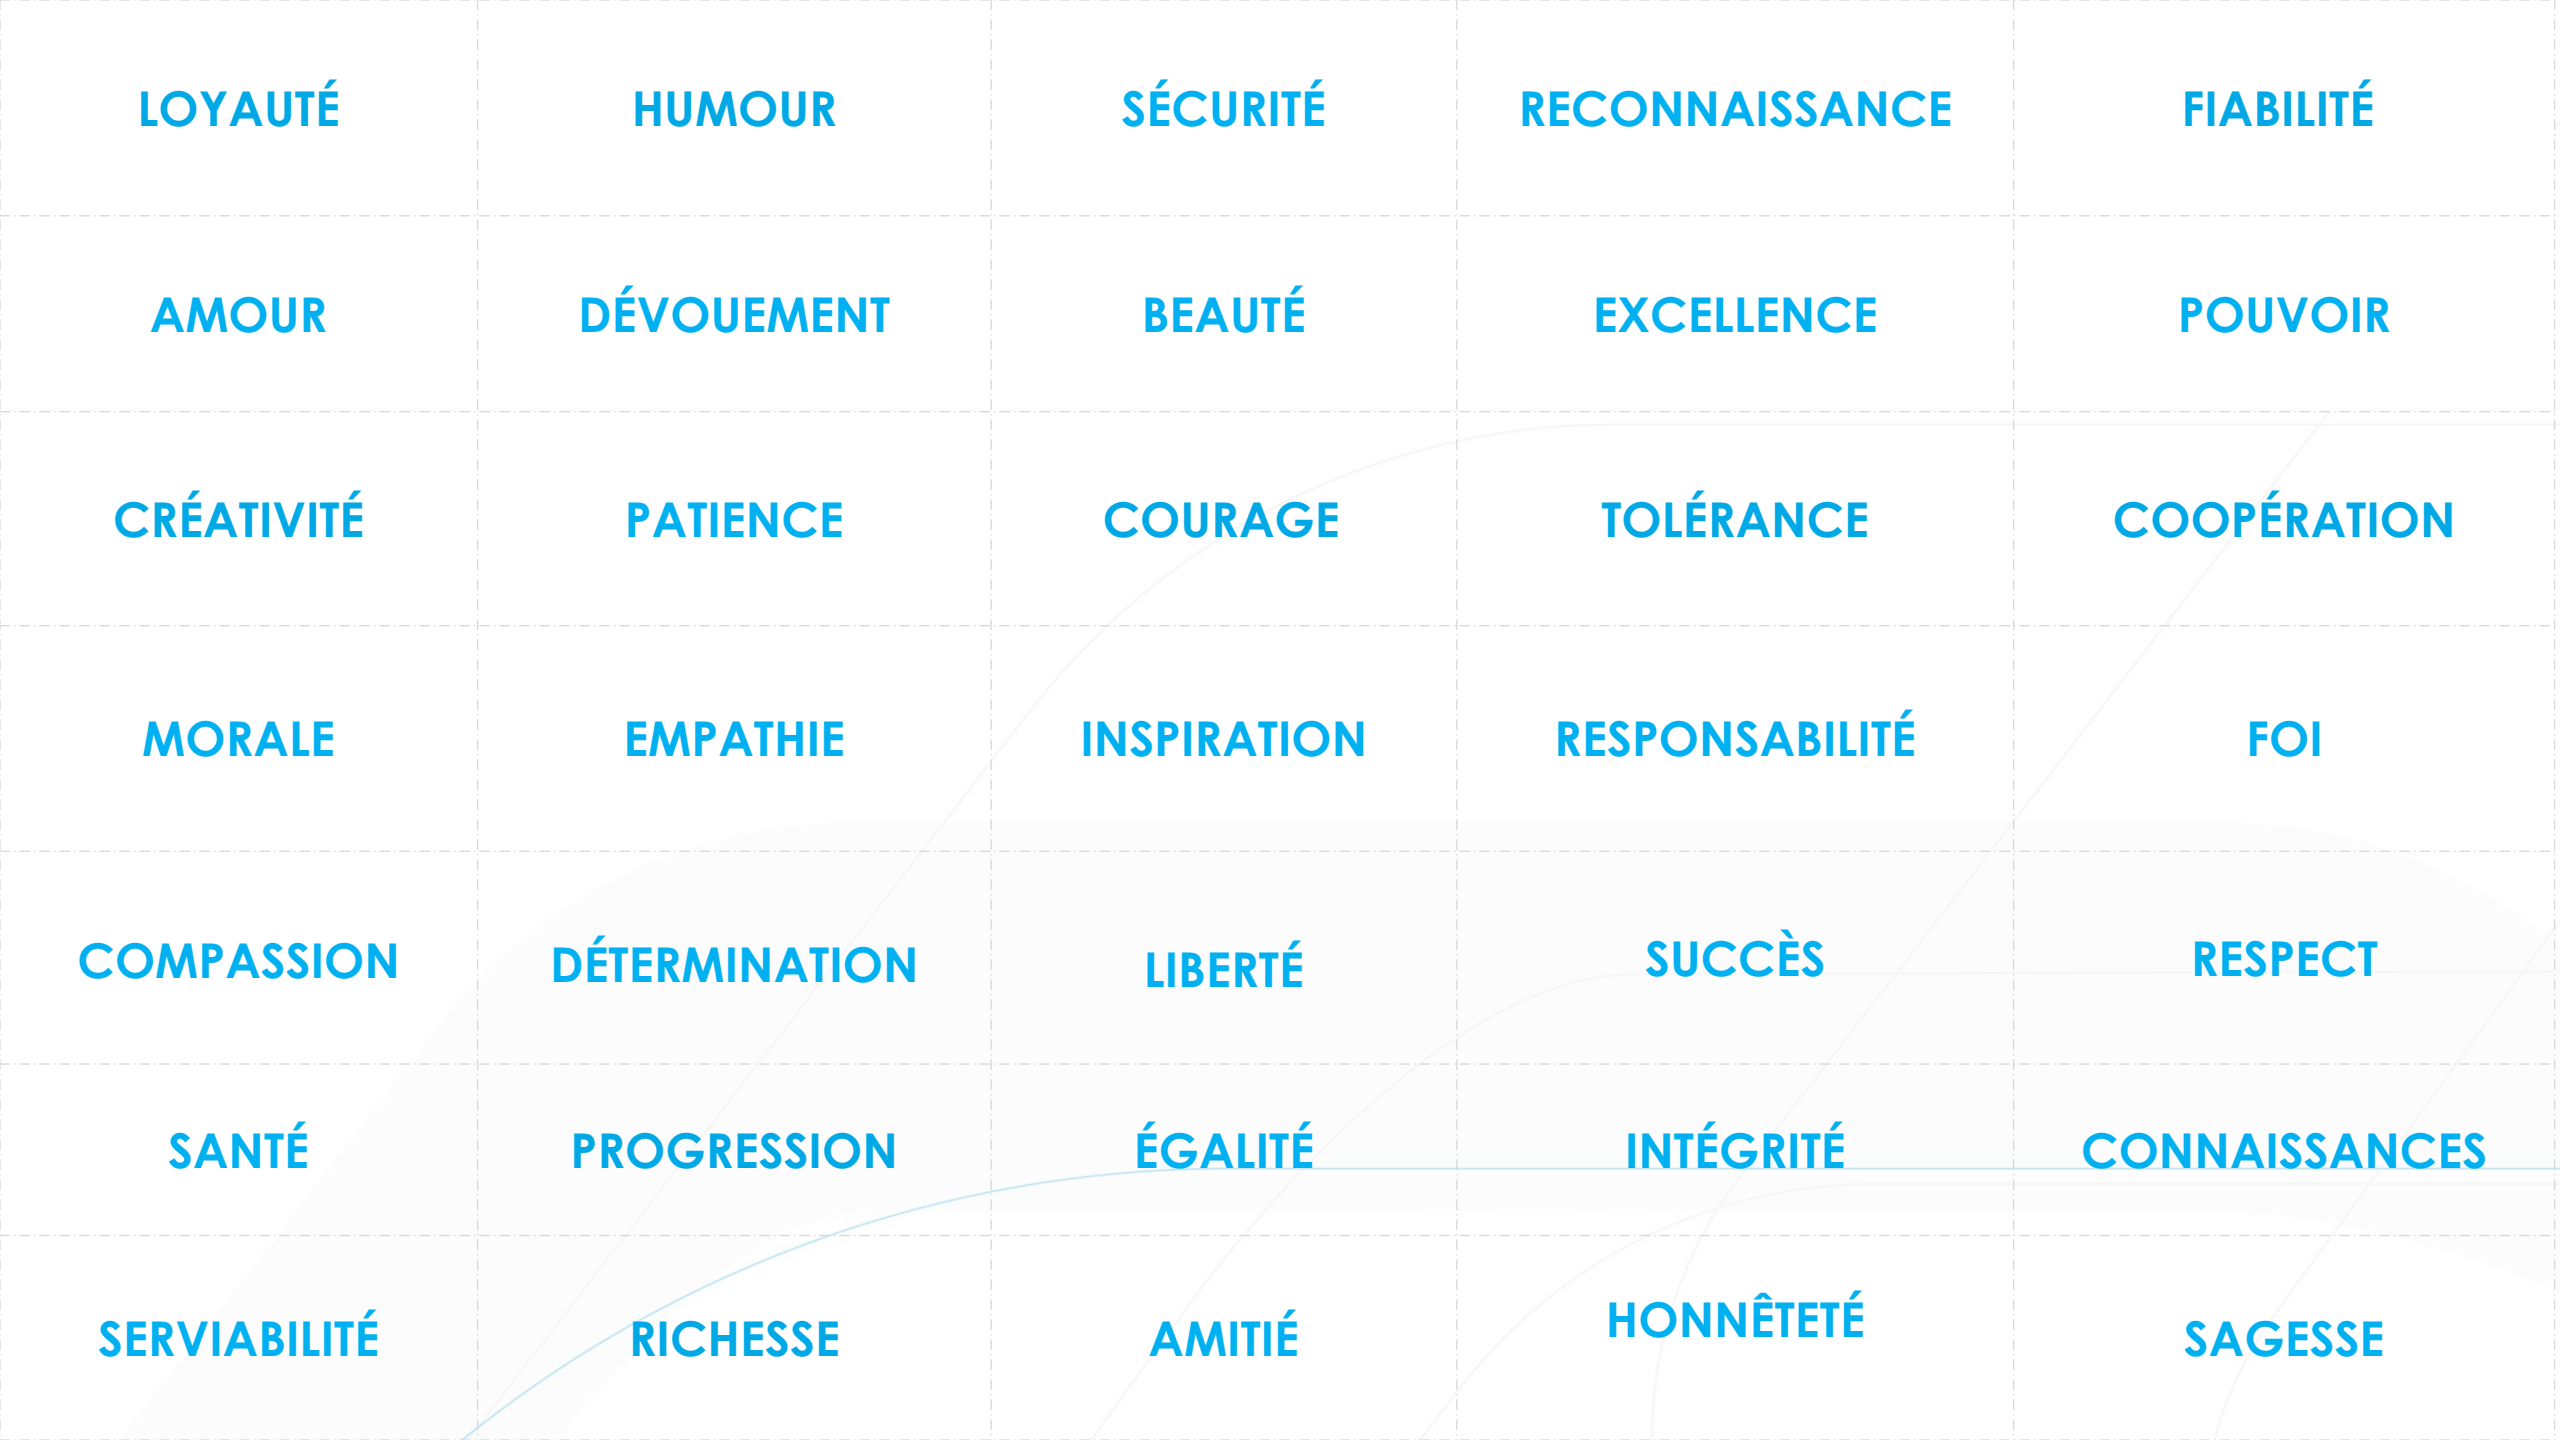 LOYAUTÉ
HUMOUR
SÉCURITÉ
RECONNAISSANCE
FIABILITÉ
AMOUR
DÉVOUEMENT
BEAUTÉ
EXCELLENCE
POUVOIR
CRÉATIVITÉ
PATIENCE
COURAGE
TOLÉRANCE
COOPÉRATION
MORALE
EMPATHIE
INSPIRATION
RESPONSABILITÉ
FOI
COMPASSION
DÉTERMINATION
LIBERTÉ
SUCCÈS
RESPECT
SANTÉ
PROGRESSION
ÉGALITÉ
INTÉGRITÉ
CONNAISSANCES
SERVIABILITÉ
RICHESSE
AMITIÉ
HONNÊTETÉ
SAGESSE